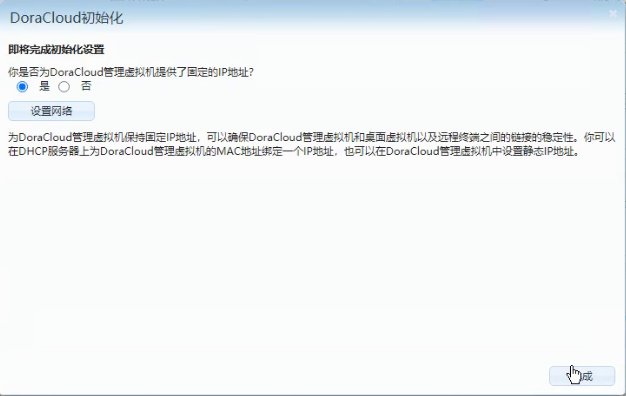 DoraCloud初始化
即将完成初始化设置
你是否为DoraCloud管理虚拟机提供了固定的IP地址?
是 否
设置网络
为DoraCloud管理虚拟机保持固定IP地址，可以确保DoraCloud管理虚拟机和桌面虚拟机以及远程终端之间的链接的稳定性。你可以
在DHCP服务器上为DoraCloud管理虚拟机的MAC地址绑定一个IP地址，也可以在DoraCloud管理虚拟机中设置静态IP地址。
成